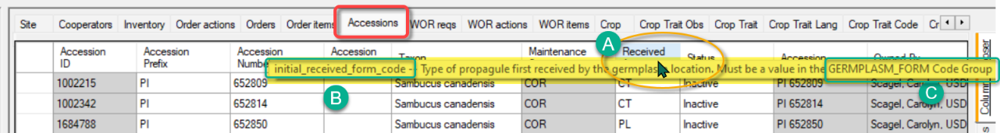 Site Cooperators Inventory Order actions Orders Order items Accessions WOR reqs WOR actions WOR items Crop Crop Trait Obs Crop Trait Crop Trait Lang Crop Trait Code Cr
A
Accession ID Accession Prefix Accession Number Accession Taxon Maintenance Received Status Accession Owned By
initial_received_form_code -- Type of propagule first received by the germplasm location. Must be a value in the GERMPLASM_FORM Code Group
1002215 PI 652809 Sambucus canadensis COR CT Inactive PI 652809 Scagel, Carolyn, USD
B C
1002342 PI 652814 Sambucus canadensis COR CT Inactive PI 652814 Scagel, Carolyn, USD
1684788 PI 652850 Sambucus canadensis COR PL Inactive PI 652850 Scagel, Carolyn, USD